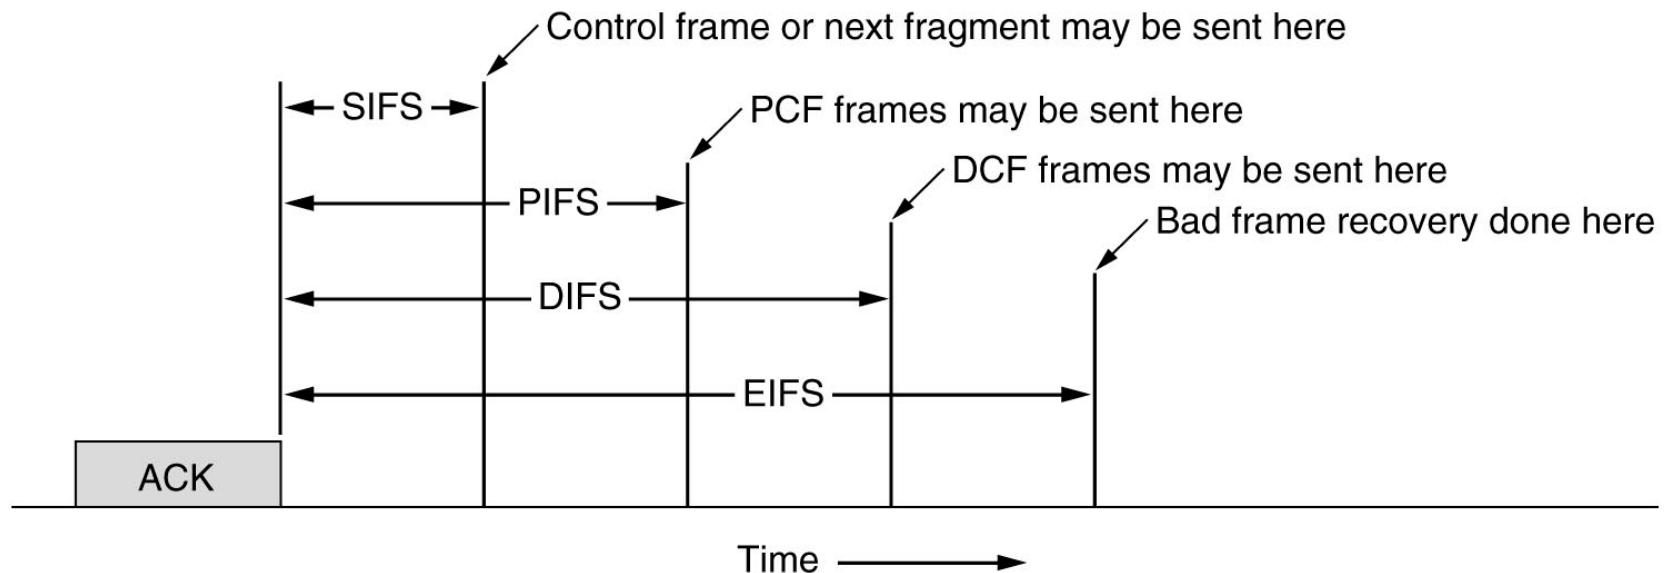 Control frame or next fragment may be sent here
SIFS
PCF frames may be sent here
DCF frames may be sent here
PIFS
Bad frame recovery done here
DIFS
EIFS
ACK
Time